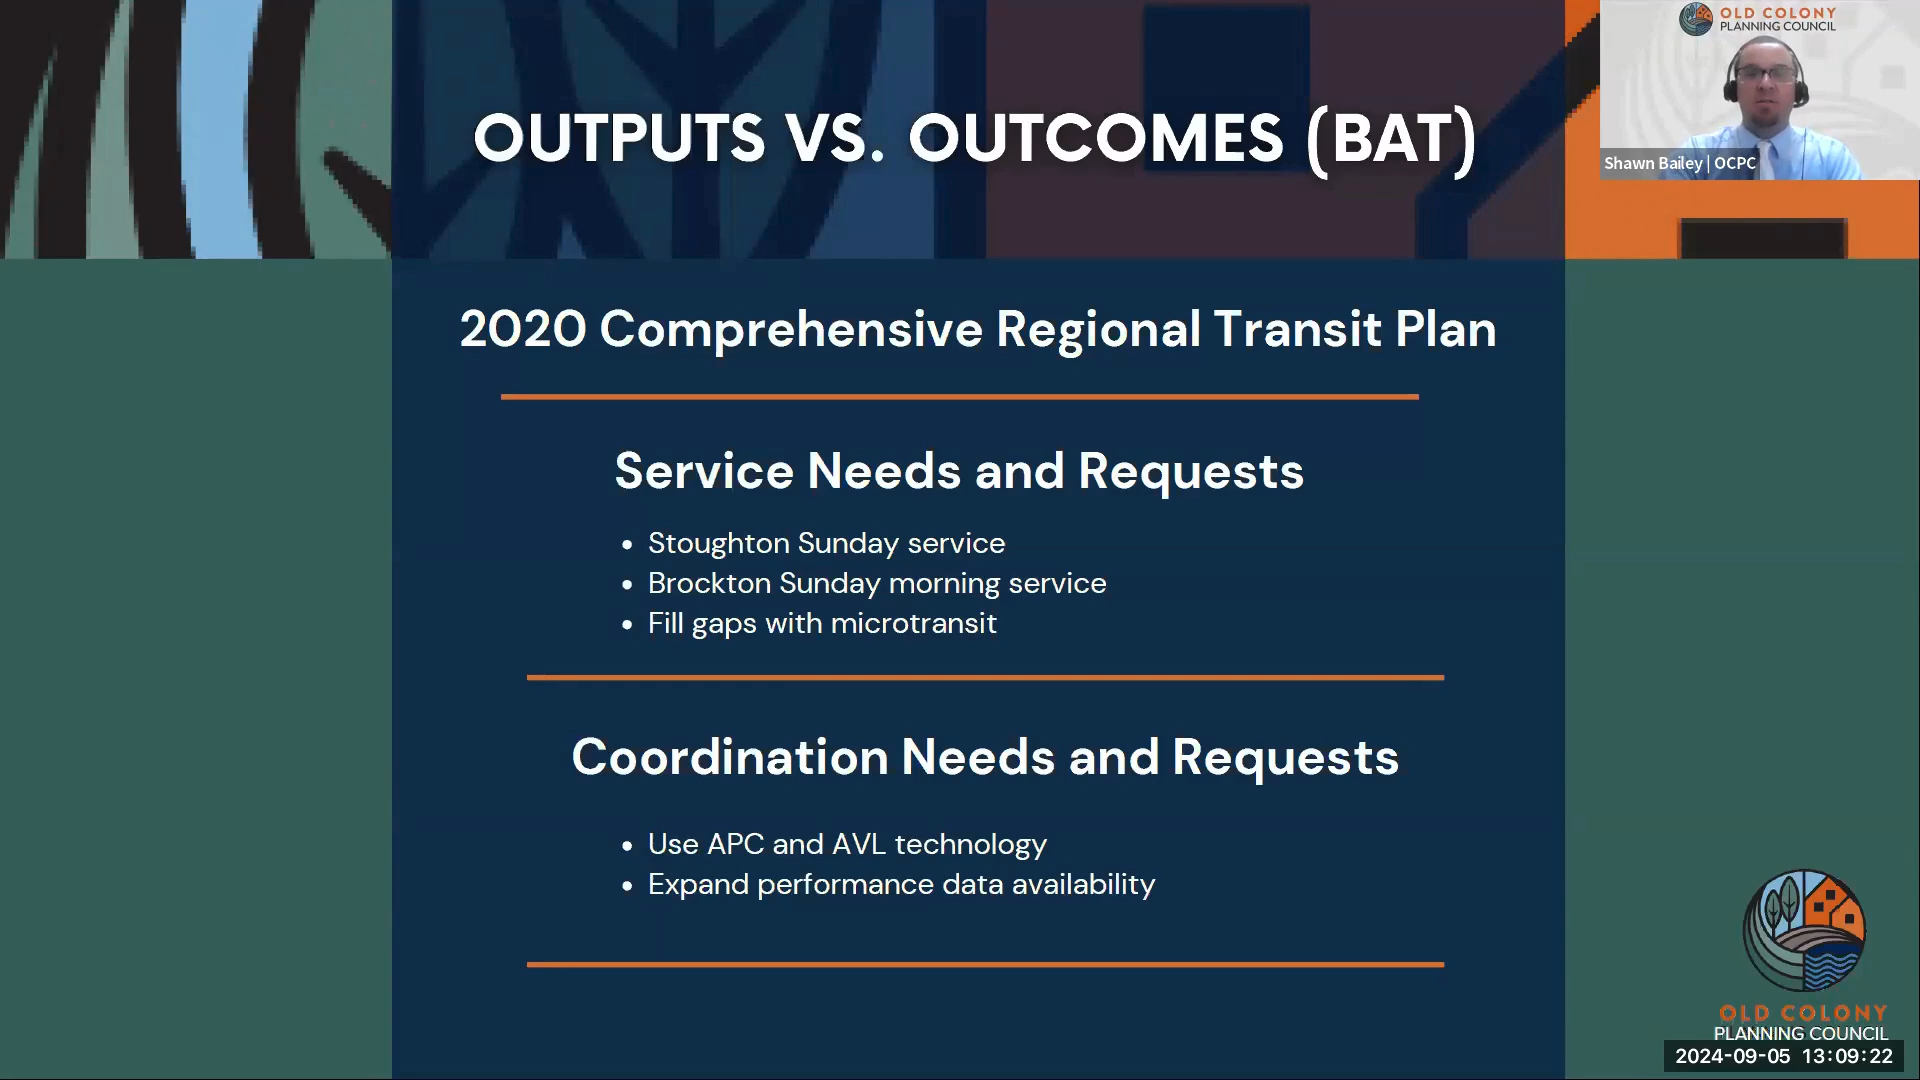 OLD COLONY
PLANNING COUNCIL
Shawn Bailey | OCPC
OUTPUTS VS. OUTCOMES (BAT)
2020 Comprehensive Regional Transit Plan
Service Needs and Requests
• Stoughton Sunday service
• Brockton Sunday morning service
• Fill gaps with microtransit
Coordination Needs and Requests
• Use APC and AVL technology
• Expand performance data availability
OLD COLONY
PLANNING COUNCIL
2024-09-05 13:09:22